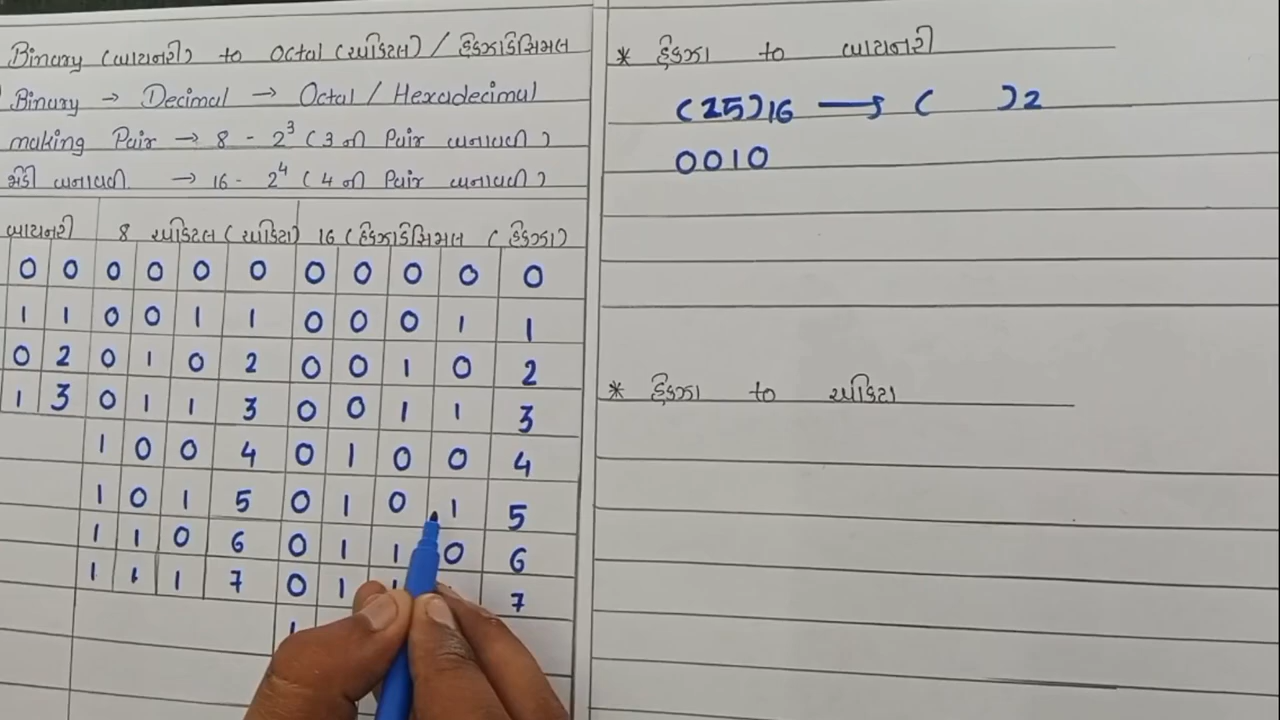 Binary (બાયનરી) to Octal (ઓક્ટલ) / હેક્ઝાડેસિમલ
Binary → Decimal → Octal / Hexadecimal
making Pair → 8 - 2³ (3 ની Pair બનાવવી)
જોડી બનાવવી → 16 - 2⁴ (4 ની Pair બનાવવી)
બાયનરી 8 ઓક્ટલ (ઓક્ટા) 16 (હેક્ઝાડેસિમલ (હેક્ઝા)
0 0 0 0 0 0 0 0 0 0 0
1 1 0 0 1 1 0 0 0 1 1
0 2 0 1 0 2 0 0 1 0 2
1 3 0 1 1 3 0 0 1 1 3
1 0 0 4 0 1 0 0 4
1 0 1 5 0 1 0 1 5
1 1 0 6 0 1 1 0 6
1 1 1 7 0 1 1 7
1
* હેક્ઝા to બાયનરી
(25)16 → ( )2
0010
* હેક્ઝા to ઓક્ટા